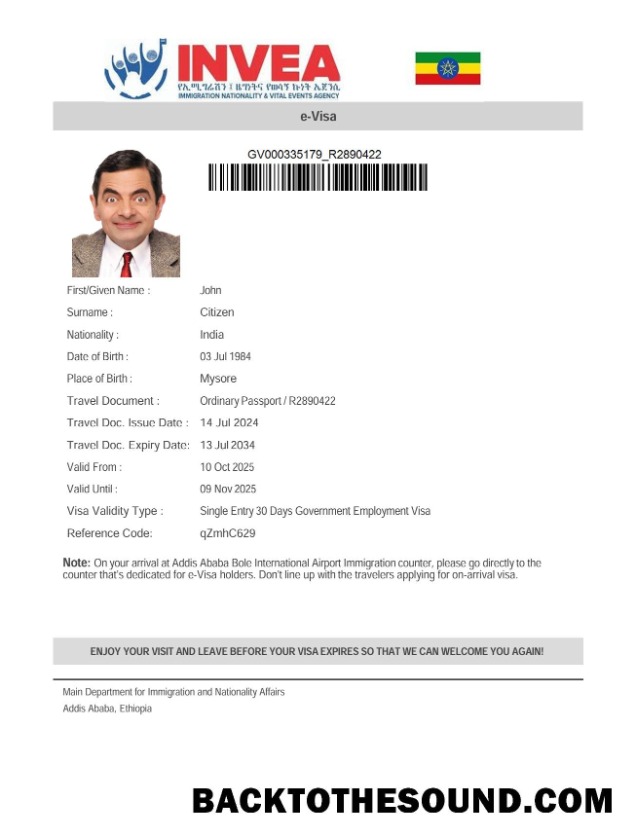 INVEA
የኢሚግሬሽን፣ ዜግነትና የወሳኝ ኩነት ኤጀንሲ
IMMIGRATION NATIONALITY & VITAL EVENTS AGENCY
e-Visa
GV000335179_R2890422
First/Given Name : John
Surname : Citizen
Nationality : India
Date of Birth : 03 Jul 1984
Place of Birth : Mysore
Travel Document : Ordinary Passport / R2890422
Travel Doc. Issue Date : 14 Jul 2024
Travel Doc. Expiry Date: 13 Jul 2034
Valid From : 10 Oct 2025
Valid Until : 09 Nov 2025
Visa Validity Type : Single Entry 30 Days Government Employment Visa
Reference Code: qZmhC629
Note: On your arrival at Addis Ababa Bole International Airport Immigration counter, please go directly to the
counter that's dedicated for e-Visa holders. Don't line up with the travelers applying for on-arrival visa.
ENJOY YOUR VISIT AND LEAVE BEFORE YOUR VISA EXPIRES SO THAT WE CAN WELCOME YOU AGAIN!
Main Department for Immigration and Nationality Affairs
Addis Ababa, Ethiopia
BACKTOTHESOUND.COM